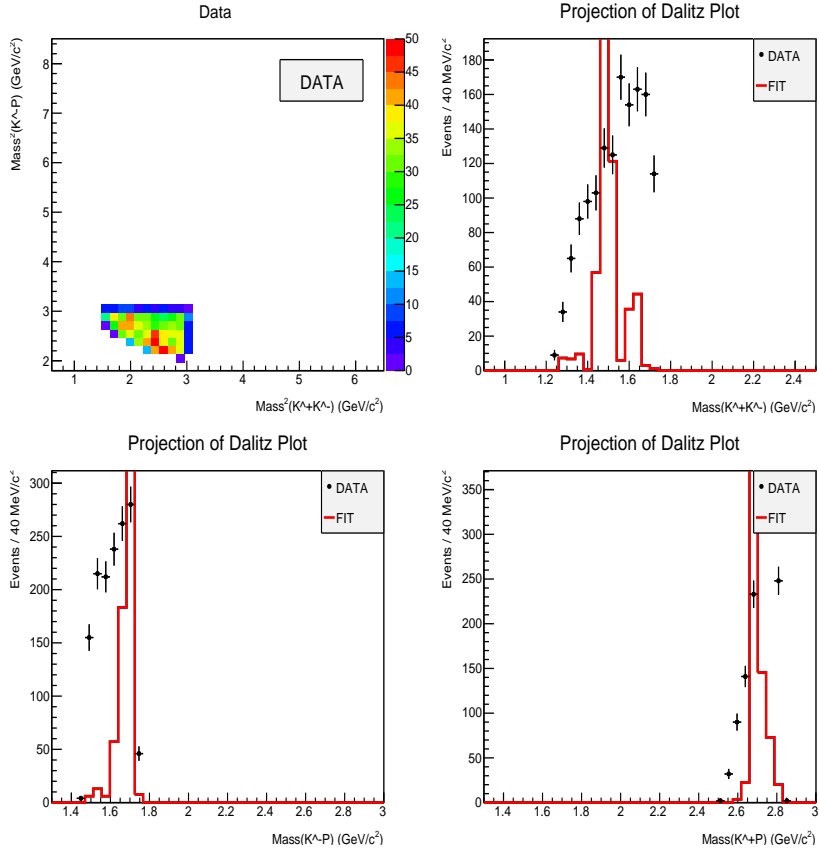 Data
Mass²(K^-P) (GeV/c²)
8
7
6
5
4
3
2
DATA
50
45
40
35
30
25
20
15
10
5
0
1 2 3 4 5 6
Mass²(K^+K^-) (GeV/c²)
Projection of Dalitz Plot
Events / 40 MeV/c²
180
160
140
120
100
80
60
40
20
0
DATA
FIT
1 1.2 1.4 1.6 1.8 2 2.2 2.4
Mass(K^+K^-) (GeV/c²)
Projection of Dalitz Plot
Events / 40 MeV/c²
300
250
200
150
100
50
0
DATA
FIT
1.4 1.6 1.8 2 2.2 2.4 2.6 2.8 3
Mass(K^-P) (GeV/c²)
Projection of Dalitz Plot
Events / 40 MeV/c²
350
300
250
200
150
100
50
0
DATA
FIT
1.4 1.6 1.8 2 2.2 2.4 2.6 2.8 3
Mass(K^+P) (GeV/c²)